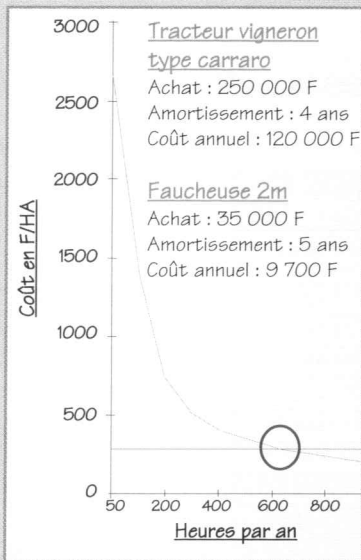 Tracteur vigneron
type carraro
Achat : 250 000 F
Amortissement : 4 ans
Coût annuel : 120 000 F
Faucheuse 2m
Achat : 35 000 F
Amortissement : 5 ans
Coût annuel : 9 700 F
Coût en F/HA
3000
2500
2000
1500
1000
500
0
50 200 400 600 800
Heures par an